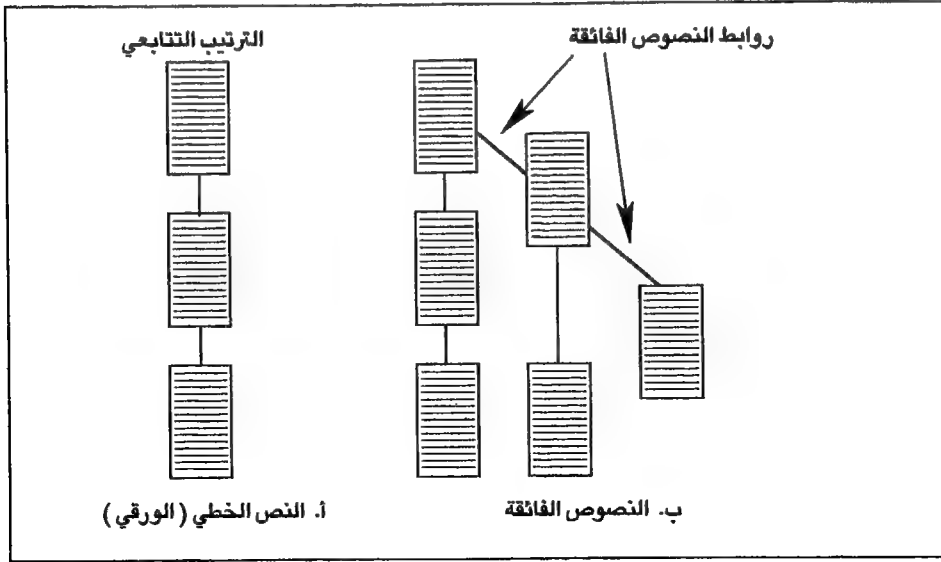 روابط النصوص الفائقة
الترتيب التتابعي
ب. النصوص الفائقة
أ. النص الخطي (الورقي)